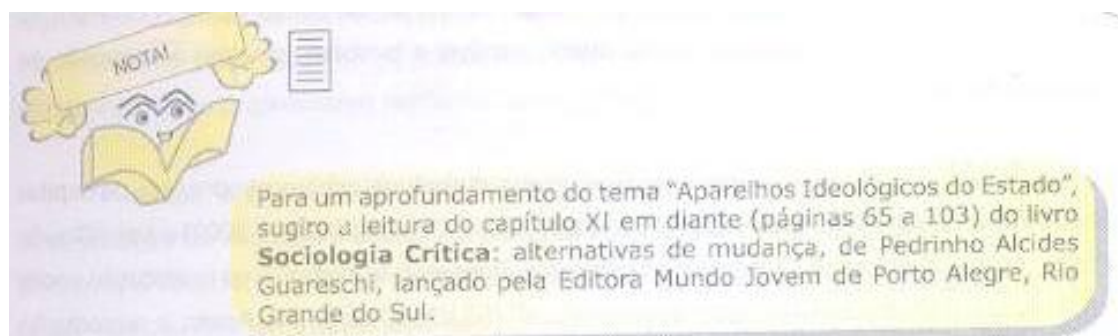 NOTA!
Para um aprofundamento do tema "Aparelhos Ideológicos do Estado",
sugiro a leitura do capítulo XI em diante (páginas 65 a 103) do livro
Sociologia Crítica: alternativas de mudança, de Pedrinho Alcides
Guareschi, lançado pela Editora Mundo Jovem de Porto Alegre, Rio
Grande do Sul.